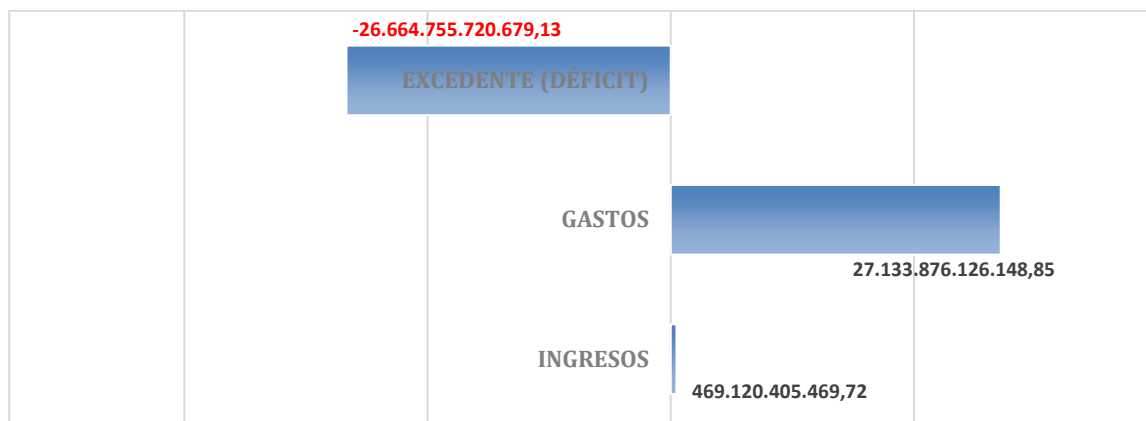 -26.664.755.720.679,13
EXCEDENTE (DÉFICIT)
GASTOS
27.133.876.126.148,85
INGRESOS
469.120.405.469,72